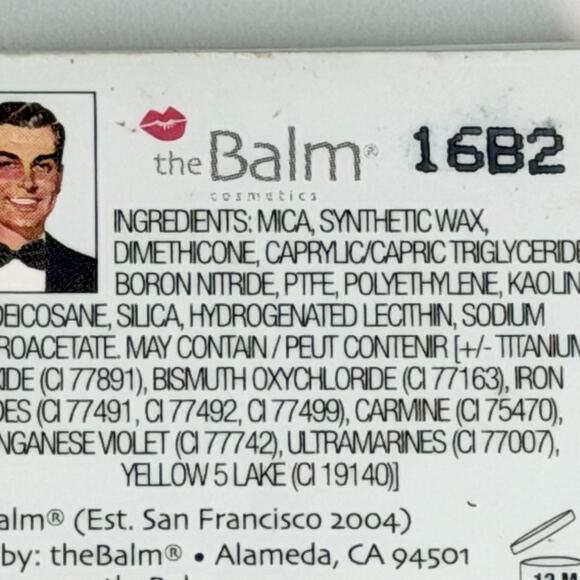 theBalm® 16B2
cosmetics
INGREDIENTS: MICA, SYNTHETIC WAX,
DIMETHICONE, CAPRYLIC/CAPRIC TRIGLYCERIDE
BORON NITRIDE, PTFE, POLYETHYLENE, KAOLIN
DEICOSANE, SILICA, HYDROGENATED LECITHIN, SODIUM
ROACETATE. MAY CONTAIN / PEUT CONTENIR [+/- TITANIUM
IDE (CI 77891), BISMUTH OXYCHLORIDE (CI 77163), IRON
DES (CI 77491, CI 77492, CI 77499), CARMINE (CI 75470),
NGANESE VIOLET (CI 77742), ULTRAMARINES (CI 77007),
YELLOW 5 LAKE (CI 19140)]
alm® (Est. San Francisco 2004)
by: theBalm® • Alameda, CA 94501
12 M